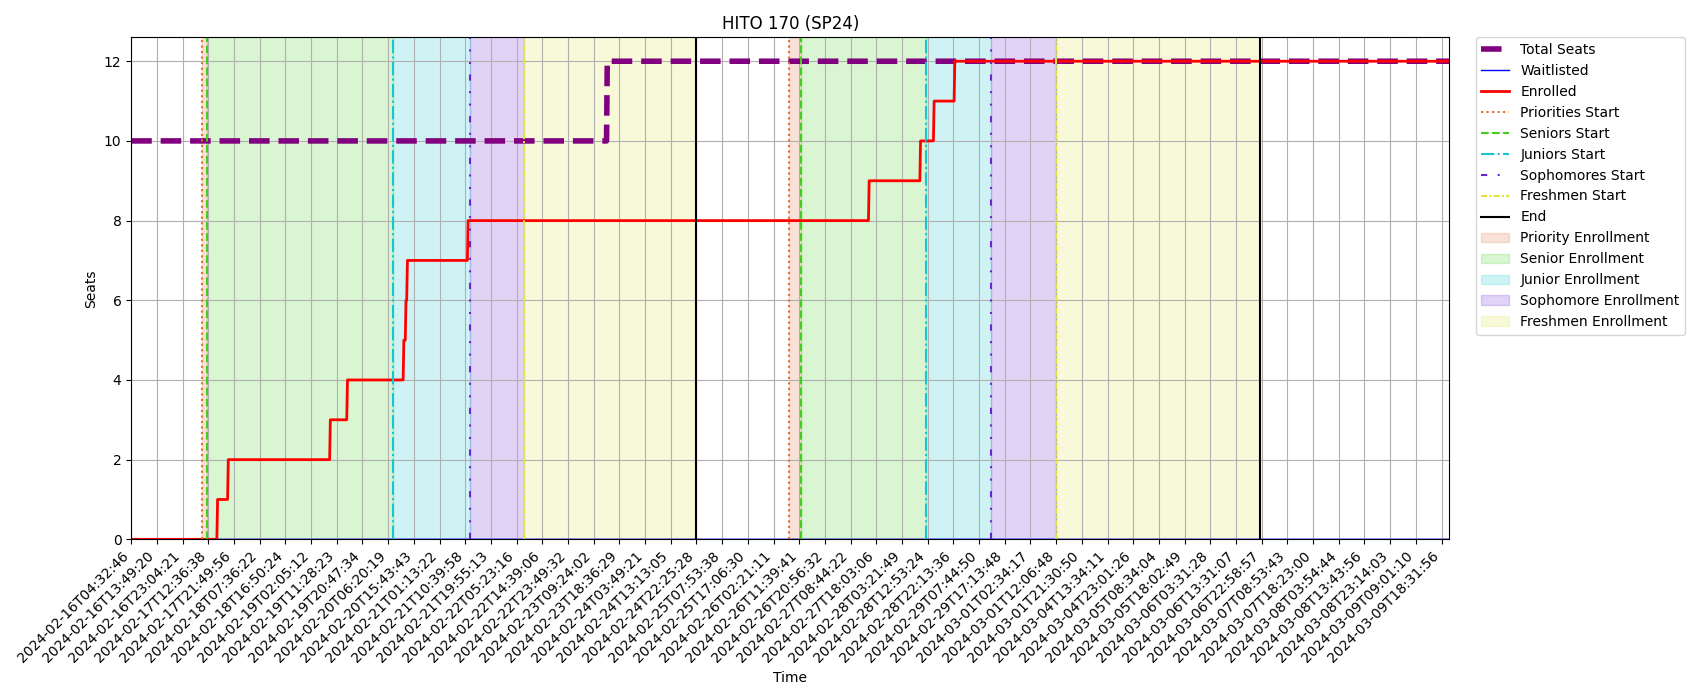 HITO 170 (SP24)
Total Seats
Waitlisted
Enrolled
Priorities Start
Seniors Start
Juniors Start
Sophomores Start
Freshmen Start
End
Priority Enrollment
Senior Enrollment
Junior Enrollment
Sophomore Enrollment
Freshmen Enrollment
Seats
12
10
8
6
4
2
0
2024-02-16T04:32:46
2024-02-16T13:49:20
2024-02-16T23:04:21
2024-02-17T12:36:38
2024-02-17T21:49:56
2024-02-18T07:36:22
2024-02-18T16:50:24
2024-02-19T02:05:12
2024-02-19T11:28:23
2024-02-19T20:47:34
2024-02-20T06:20:19
2024-02-20T15:43:43
2024-02-21T01:13:22
2024-02-21T10:39:58
2024-02-21T19:55:13
2024-02-22T05:23:16
2024-02-22T14:39:06
2024-02-22T23:49:32
2024-02-23T09:24:02
2024-02-23T18:36:29
2024-02-24T03:49:21
2024-02-24T13:13:05
2024-02-24T22:25:28
2024-02-25T07:53:38
2024-02-25T17:06:30
2024-02-26T02:21:11
2024-02-26T11:39:41
2024-02-26T20:56:32
2024-02-27T08:44:22
2024-02-27T18:03:06
2024-02-28T03:21:49
2024-02-28T12:53:24
2024-02-28T22:13:36
2024-02-29T07:44:50
2024-02-29T17:13:48
2024-03-01T02:34:17
2024-03-01T12:06:48
2024-03-04T13:34:11
2024-03-04T23:01:26
2024-03-05T08:34:04
2024-03-05T18:02:49
2024-03-06T03:31:28
2024-03-06T13:31:07
2024-03-06T22:58:57
2024-03-07T08:53:43
2024-03-07T18:23:00
2024-03-08T03:54:44
2024-03-08T13:43:56
2024-03-08T23:14:03
2024-03-09T09:01:10
2024-03-09T18:31:56
Time